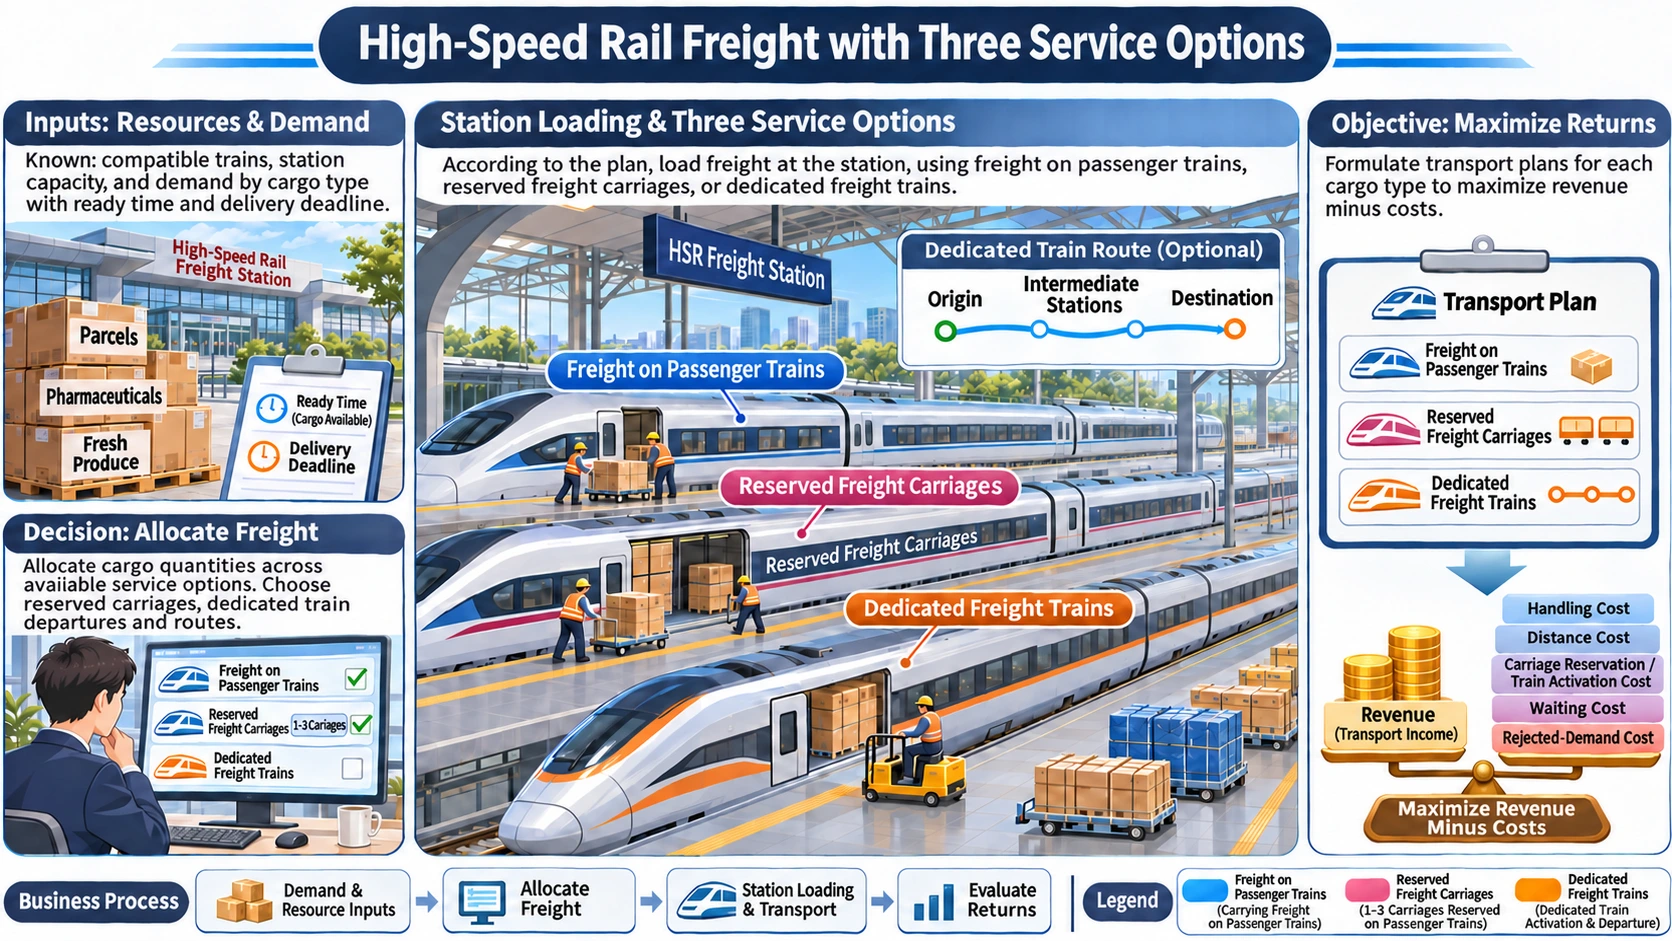 High-Speed Rail Freight with Three Service Options
Inputs: Resources & Demand
Known: compatible trains, station
capacity, and demand by cargo type
with ready time and delivery deadline.
High-Speed Rail
Freight Station
Parcels
Pharmaceuticals
Fresh
Produce
Ready Time
(Cargo Available)
Delivery
Deadline
Decision: Allocate Freight
Allocate cargo quantities across
available service options. Choose
reserved carriages, dedicated train
departures and routes.
Freight on
Passenger Trains
Reserved
Freight Carriages
1-3 Cariages
Dedicated
Freight Trains
Station Loading & Three Service Options
According to the plan, load freight at the station, using freight on passenger trains,
reserved freight carriages, or dedicated freight trains.
HSR Freight Station
Dedicated Train Route (Optional)
Origin
Intermediate
Stations
Destination
Freight on Passenger Trains
Reserved Freight Carriages
Reserved Freight Carriages
Dedicated Freight Trains
Objective: Maximize Returns
Formulate transport plans for each
cargo type to maximize revenue
minus costs.
Transport Plan
Freight on
Passenger Trains
Reserved
Freight Carriages
Dedicated
Freight Trains
Handling Cost
Distance Cost
Carriage Reservation /
Train Activation Cost
Waiting Cost
Rejected-Demand Cost
Revenue
(Transport Income)
Maximize Revenue
Minus Costs
Business Process
Demand &
Resource Inputs
Allocate
Freight
Station Loading
& Transport
Evaluate
Returns
Legend
Freight on
Passenger Trains
(Carrying Freight
on Passenger Trains)
Reserved
Freight Carriages
(1-3 Carriages Reserved
on Passenger Trains)
Dedicated
Freight Trains
(Dedicated Train
Activation & Departure)